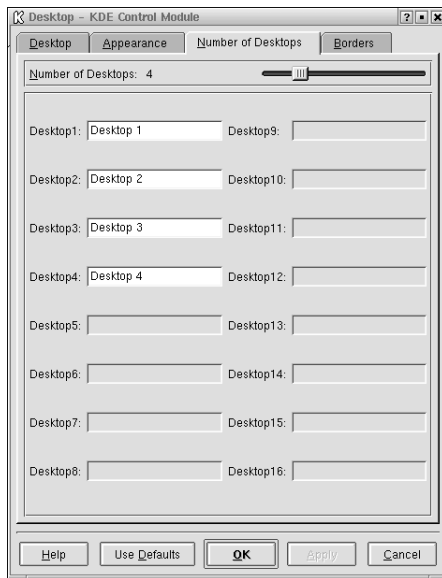 Desktop - KDE Control Module
Desktop Appearance Number of Desktops Borders
Number of Desktops: 4
Desktop1: Desktop 1 Desktop9:
Desktop2: Desktop 2 Desktop10:
Desktop3: Desktop 3 Desktop11:
Desktop4: Desktop 4 Desktop12:
Desktop5: Desktop13:
Desktop6: Desktop14:
Desktop7: Desktop15:
Desktop8: Desktop16:
Help Use Defaults OK Apply Cancel